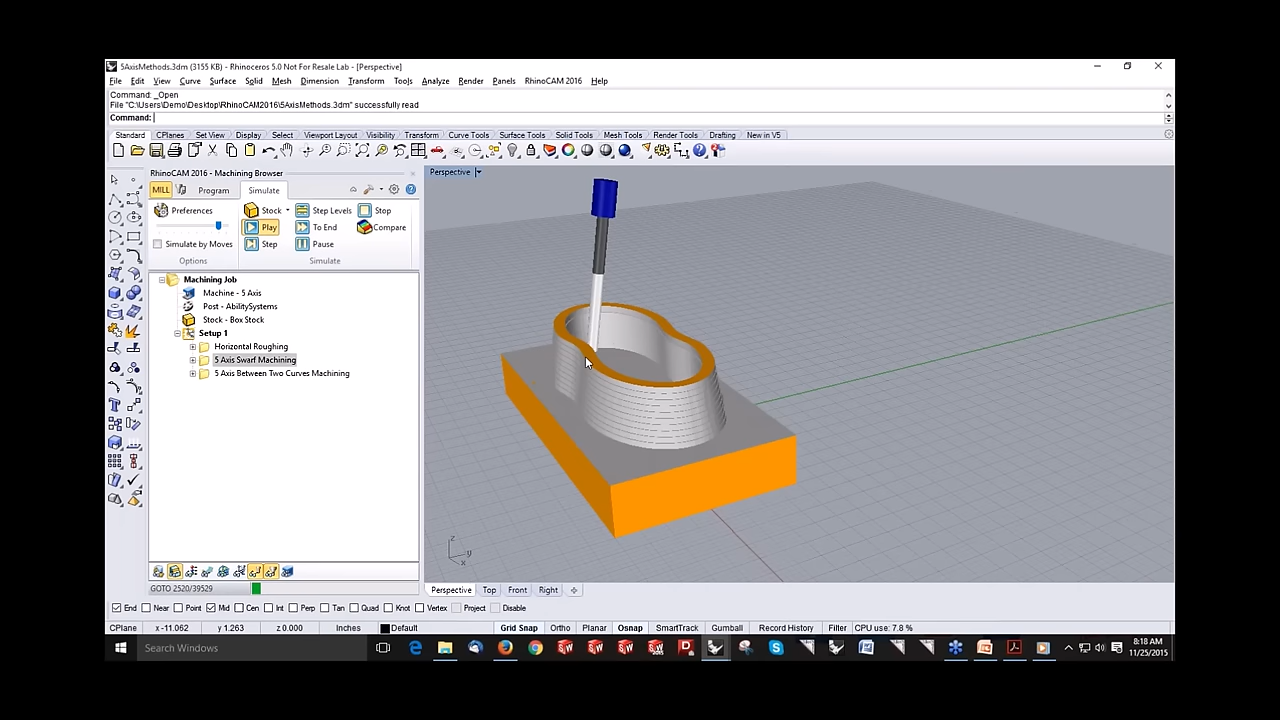 5AxisMethods.3dm (3155 KB) - Rhinoceros 5.0 Not For Resale Lab - [Perspective]
File Edit View Curve Surface Solid Mesh Dimension Transform Tools Analyze Render Panels RhinoCAM 2016 Help
Command: _Open
File "C:\Users\Demo\Desktop\RhinoCAM2016\5AxisMethods.3dm" successfully read
Command:
Standard CPlanes Set View Display Select Viewport Layout Visibility Transform Curve Tools Surface Tools Solid Tools Mesh Tools Render Tools Drafting New in V5
RhinoCAM 2016 - Machining Browser
MILL Program Simulate
Preferences Stock Step Levels Stop
Play To End Compare
Simulate by Moves Step Pause
Options Simulate
Machining Job
Machine - 5 Axis
Post - AbilitySystems
Stock - Box Stock
Setup 1
Horizontal Roughing
5 Axis Swarf Machining
5 Axis Between Two Curves Machining
GOTO 2520/39529
Perspective
z
y
x
Perspective Top Front Right
End Near Point Mid Cen Int Perp Tan Quad Knot Vertex Project Disable
CPlane x -11.062 y 1.263 z 0.000 Inches Default Grid Snap Ortho Planar Osnap SmartTrack Gumball Record History Filter CPU use: 7.8 %
Search Windows
8:18 AM
11/25/2015